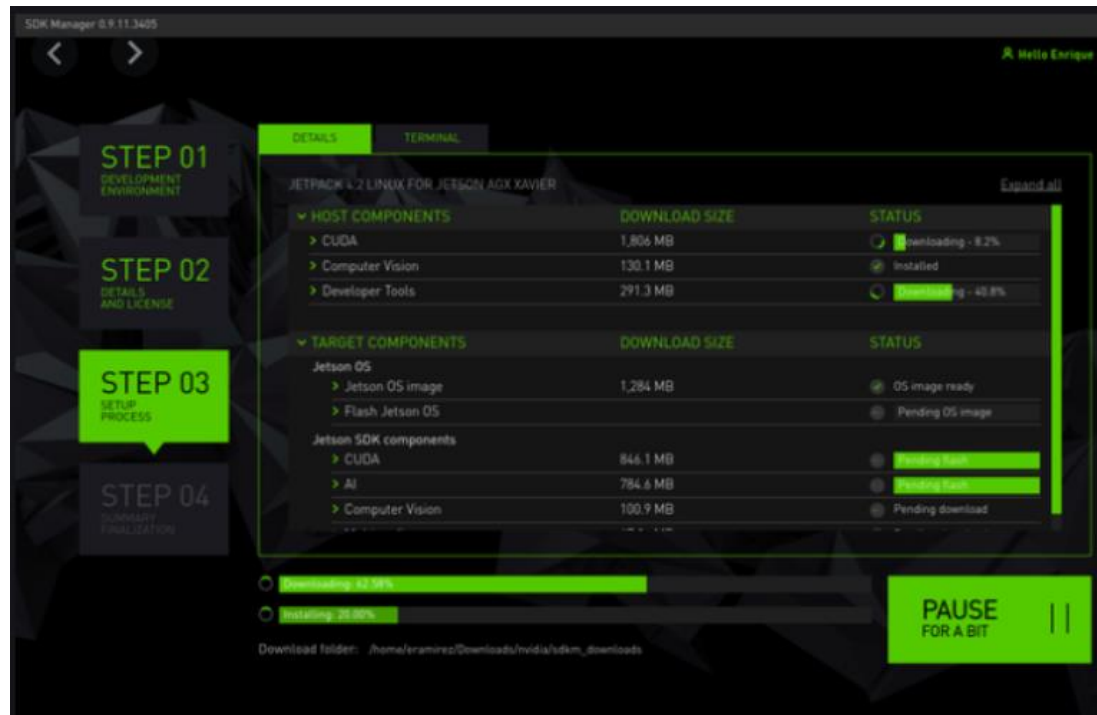 SDK Manager 0.9.11.3405
Hello Enrique
STEP 01
DEVELOPMENT
ENVIRONMENT
STEP 02
DETAILS
AND LICENSE
STEP 03
SETUP
PROCESS
STEP 04
SUMMARY
FINALIZATION
DETAILS TERMINAL
JETPACK 4.2 LINUX FOR JETSON AGX XAVIER Expand all
HOST COMPONENTS DOWNLOAD SIZE STATUS
CUDA 1,806 MB Downloading - 8.2%
Computer Vision 130.1 MB Installed
Developer Tools 291.3 MB Downloading - 40.8%
TARGET COMPONENTS DOWNLOAD SIZE STATUS
Jetson OS
Jetson OS image 1,284 MB OS image ready
Flash Jetson OS Pending OS image
Jetson SDK components
CUDA 846.1 MB Pending flash
AI 784.6 MB Pending flash
Computer Vision 100.9 MB Pending download
Downloading: 62.58%
Installing: 20.00%
Download folder: /home/eramirez/Downloads/nvidia/sdkm_downloads
PAUSE
FOR A BIT